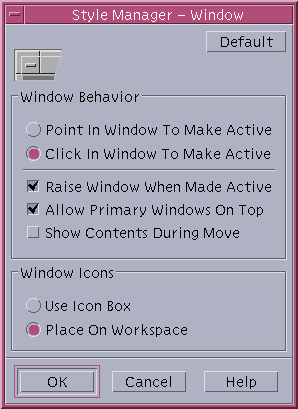 Style Manager – Window
Default
Window Behavior
Point In Window To Make Active
Click In Window To Make Active
Raise Window When Made Active
Allow Primary Windows On Top
Show Contents During Move
Window Icons
Use Icon Box
Place On Workspace
OK Cancel Help